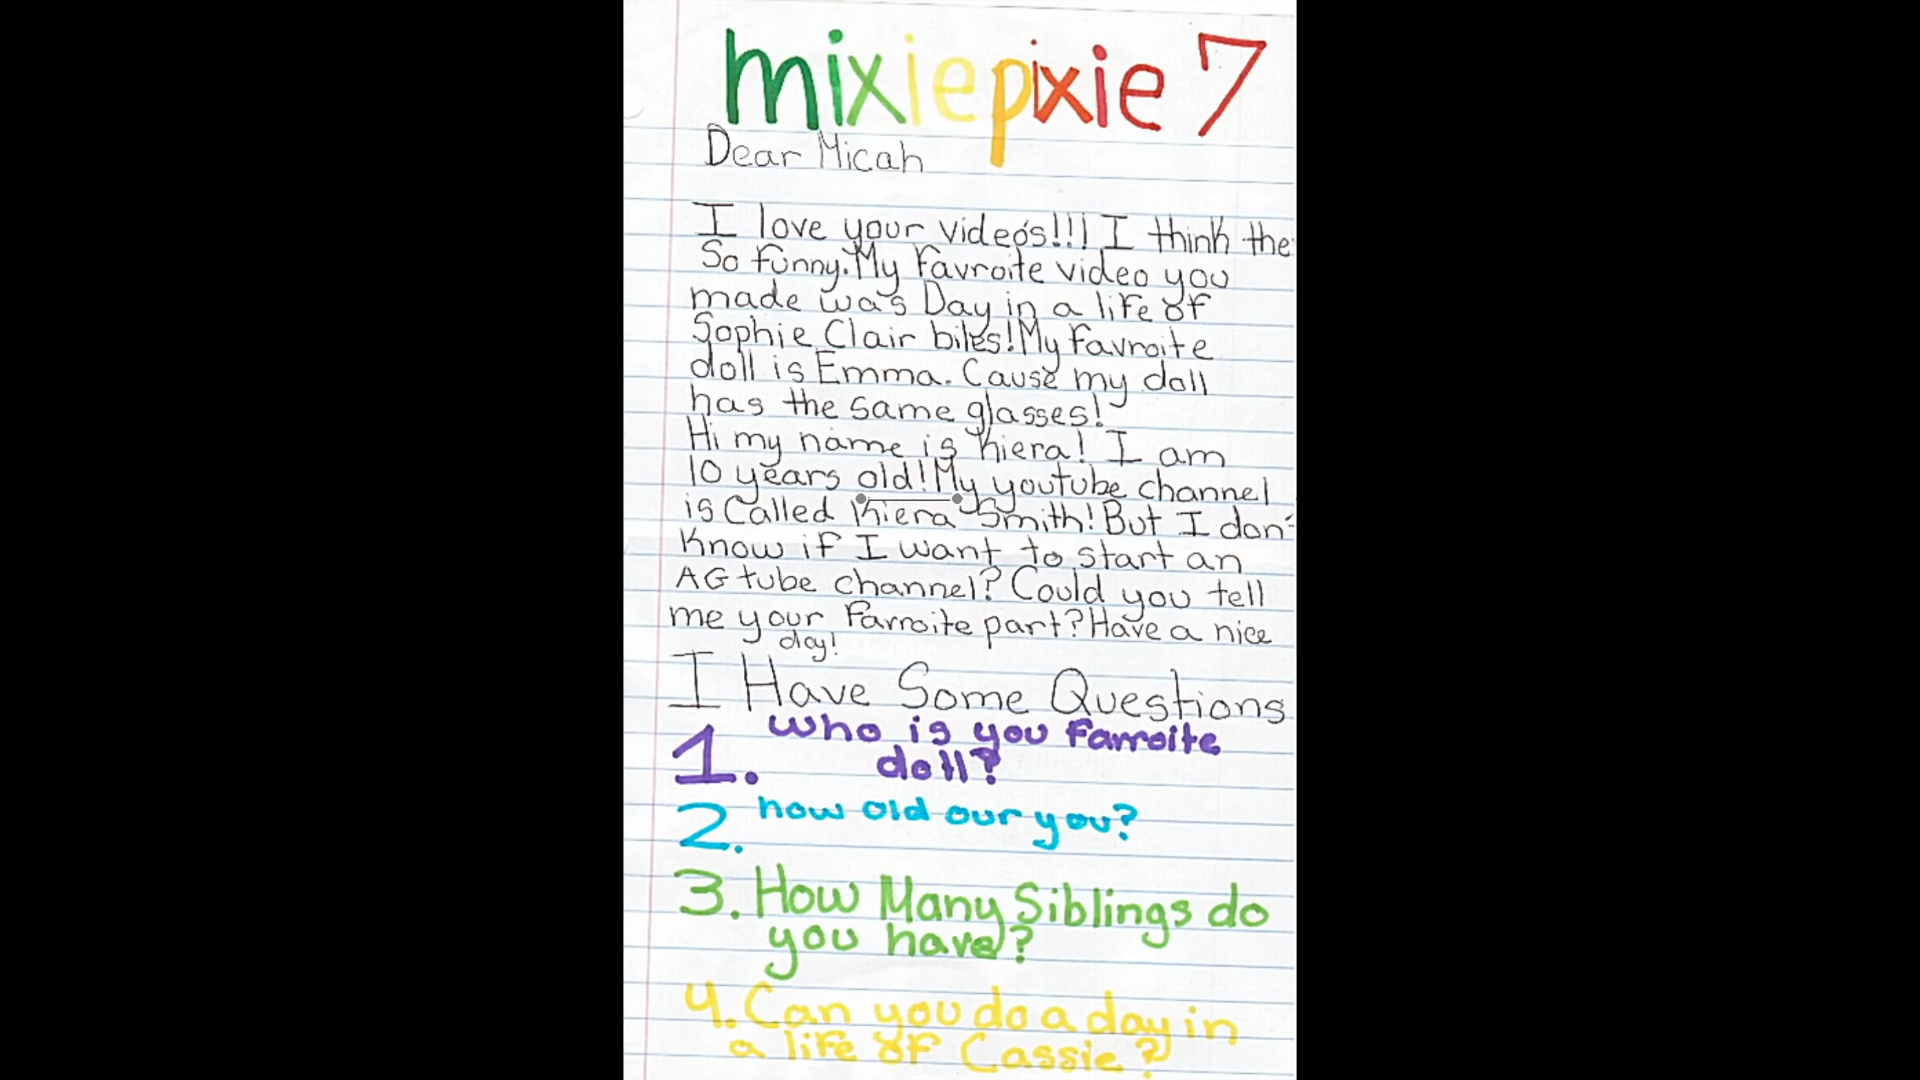 mixiepixie7
Dear Micah
I love your video's!!! I think the
So funny. My Favroite video you
made was Day in a life of
Sophie Clair biles! My favroite
doll is Emma. Cause my doll
has the same glasses!
Hi my name is Kiera! I am
10 years old! My youtube channel
is Called Kiera Smith! But I don'
Know if I want to start an
AG tube channel? Could you tell
me your Farroite part? Have a nice
day!
I Have Some Questions
1. who is you farroite
doll?
2. how old our you?
3. How Many Siblings do
you have?
4. Can you do a day in
a life of Cassie?